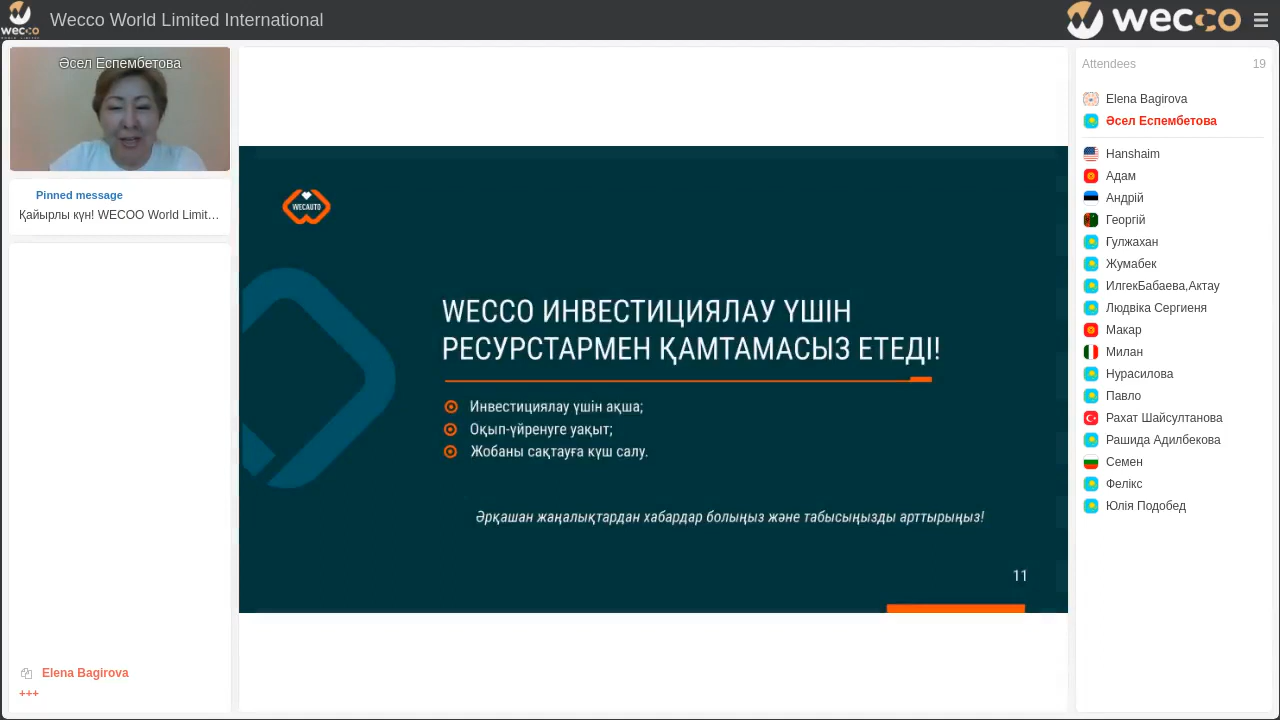 wecco
WORLD LIMITED
Wecco World Limited International
wecco
Әсел Еспембетова
Pinned message
Қайырлы күн! WECOO World Limit…
Elena Bagirova
+++
WECAUTO
WECCO ИНВЕСТИЦИЯЛАУ ҮШІН
РЕСУРСТАРМЕН ҚАМТАМАСЫЗ ЕТЕДІ!
Инвестициялау үшін ақша;
Оқып-үйренуге уақыт;
Жобаны сақтауға күш салу.
Әрқашан жаңалықтардан хабардар болыңыз және табысыңызды арттырыңыз!
11
Attendees 19
Elena Bagirova
Әсел Еспембетова
Hanshaim
Адам
Андрій
Георгій
Гулжахан
Жумабек
ИлгекБабаева,Актау
Людвіка Сергиеня
Макар
Милан
Нурасилова
Павло
Рахат Шайсултанова
Рашида Адилбекова
Семен
Фелікс
Юлія Подобед